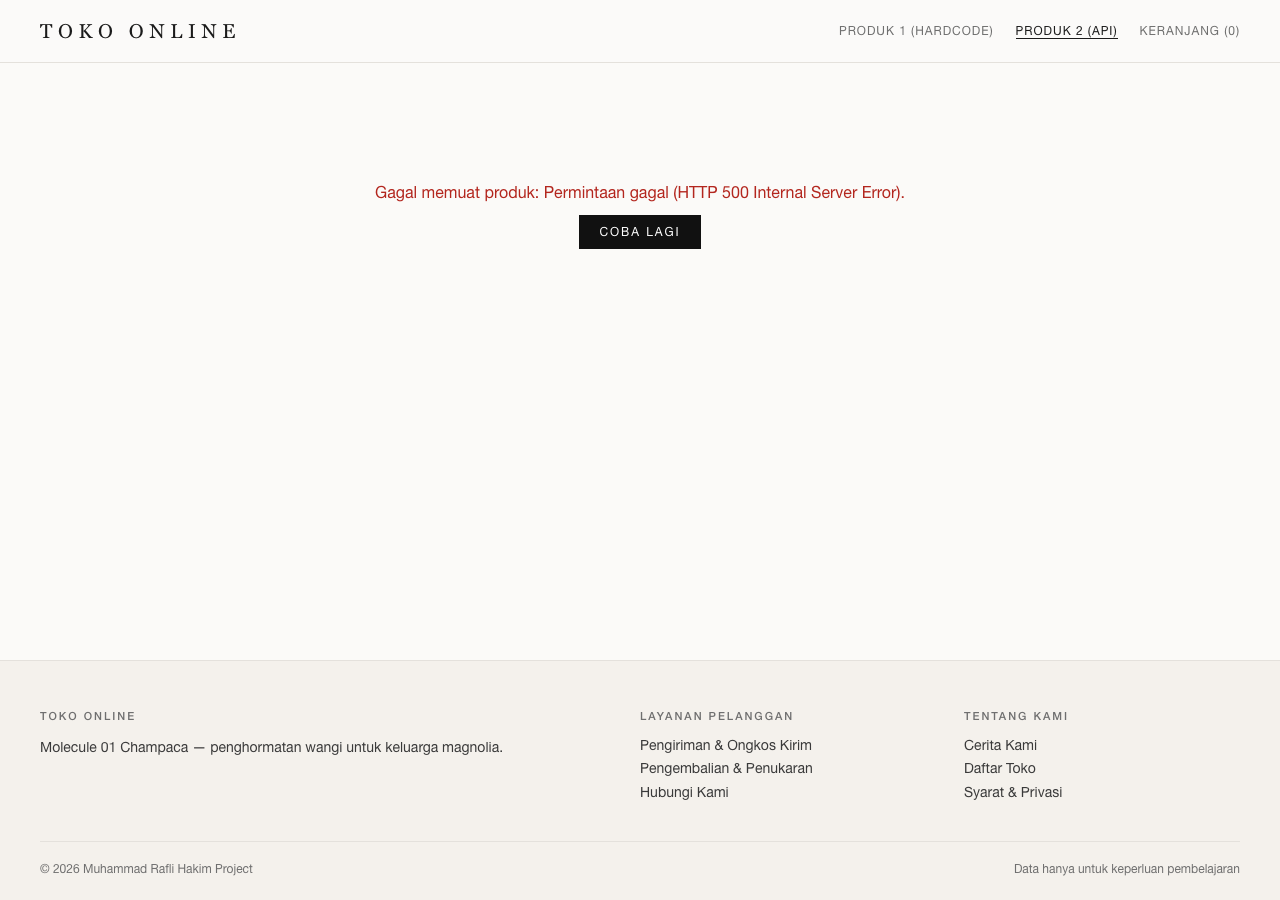 TOKO ONLINE
PRODUK 1 (HARDCODE)
PRODUK 2 (API)
KERANJANG (0)
Gagal memuat produk: Permintaan gagal (HTTP 500 Internal Server Error).
COBA LAGI
TOKO ONLINE
Molecule 01 Champaca — penghormatan wangi untuk keluarga magnolia.
LAYANAN PELANGGAN
Pengiriman & Ongkos Kirim
Pengembalian & Penukaran
Hubungi Kami
TENTANG KAMI
Cerita Kami
Daftar Toko
Syarat & Privasi
© 2026 Muhammad Rafli Hakim Project
Data hanya untuk keperluan pembelajaran